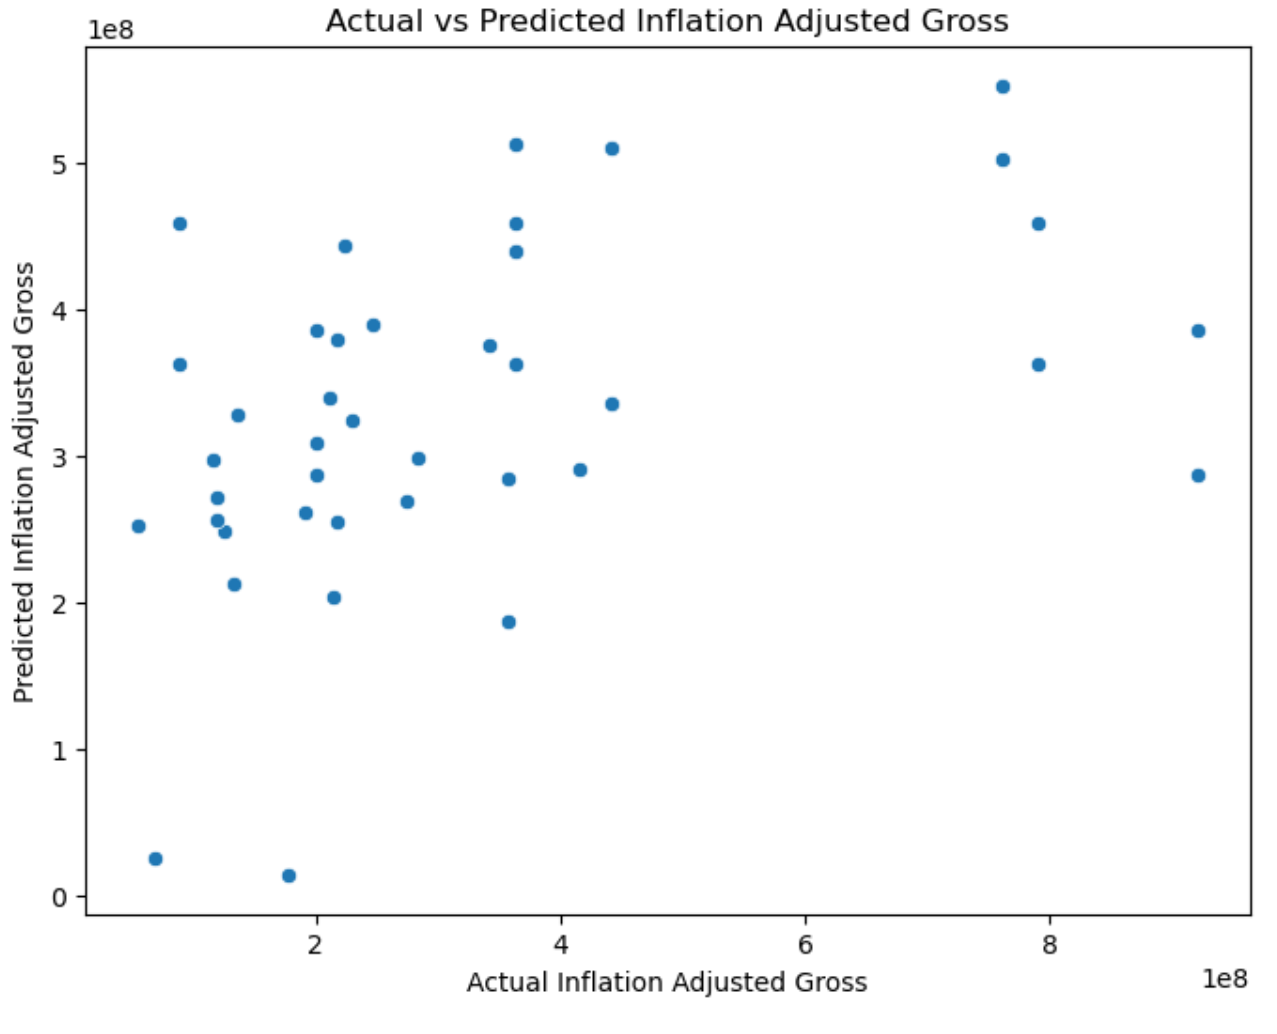 Actual vs Predicted Inflation Adjusted Gross
1e8
5
4
3
2
1
0
Predicted Inflation Adjusted Gross
2 4 6 8
Actual Inflation Adjusted Gross
1e8